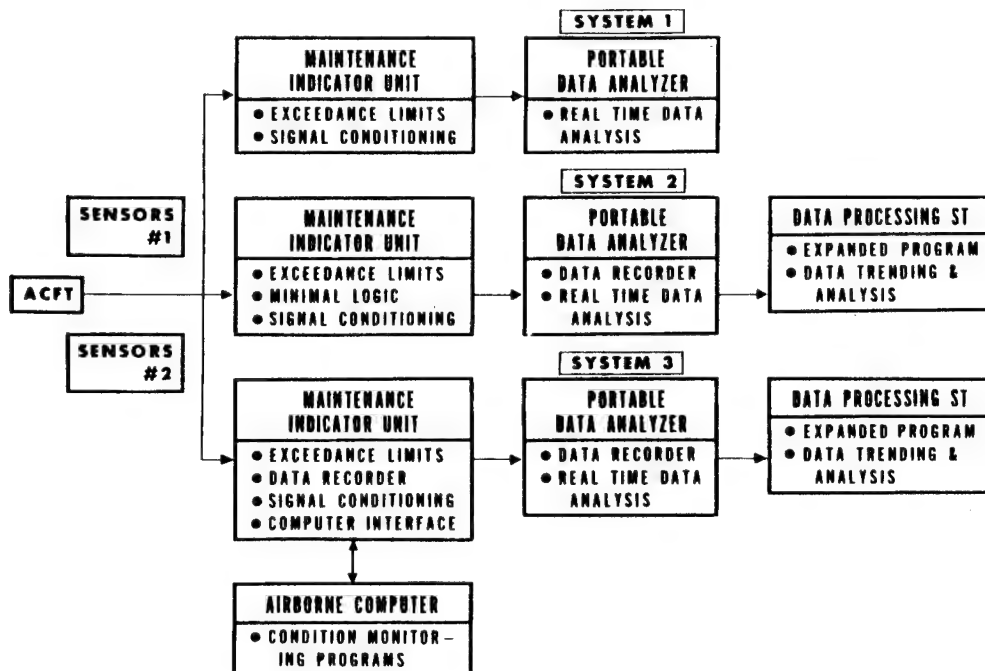 SYSTEM 1
MAINTENANCE
INDICATOR UNIT
● EXCEEDANCE LIMITS
● SIGNAL CONDITIONING
PORTABLE
DATA ANALYZER
● REAL TIME DATA
ANALYSIS
SENSORS
#1
ACFT
SENSORS
#2
SYSTEM 2
MAINTENANCE
INDICATOR UNIT
● EXCEEDANCE LIMITS
● MINIMAL LOGIC
● SIGNAL CONDITIONING
PORTABLE
DATA ANALYZER
● DATA RECORDER
● REAL TIME DATA
ANALYSIS
DATA PROCESSING ST
● EXPANDED PROGRAM
● DATA TRENDING &
ANALYSIS
SYSTEM 3
MAINTENANCE
INDICATOR UNIT
● EXCEEDANCE LIMITS
● DATA RECORDER
● SIGNAL CONDITIONING
● COMPUTER INTERFACE
PORTABLE
DATA ANALYZER
● DATA RECORDER
● REAL TIME DATA
ANALYSIS
DATA PROCESSING ST
● EXPANDED PROGRAM
● DATA TRENDING &
ANALYSIS
AIRBORNE COMPUTER
● CONDITION MONITOR-
ING PROGRAMS